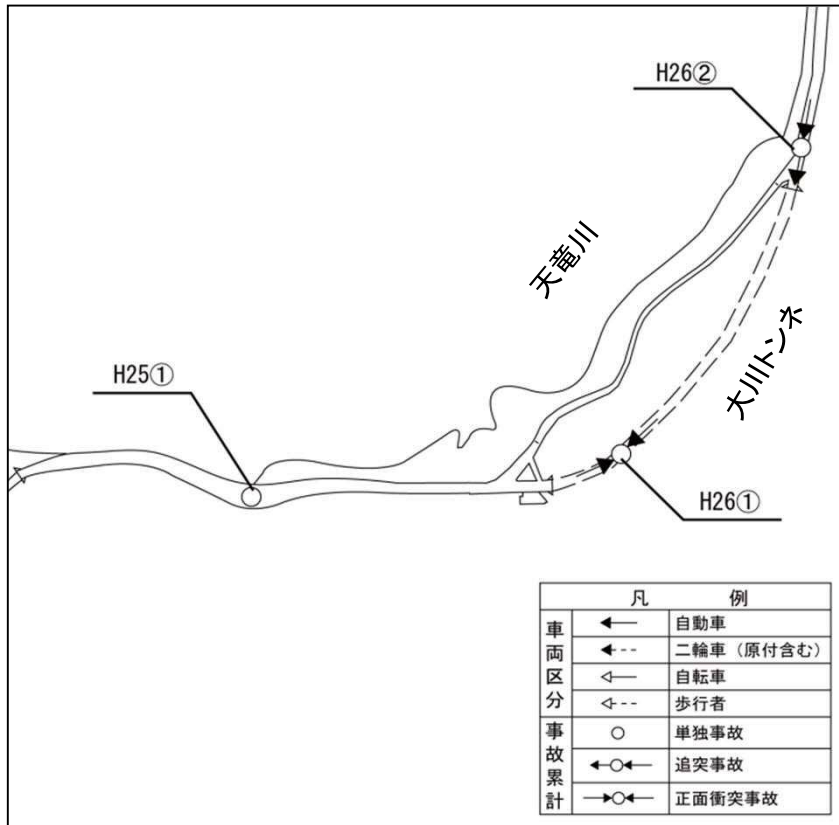 H26②
天竜川
大川トンネ
H25①
H26①
凡 例
車両区分
自動車
二輪車（原付含む）
自転車
歩行者
事故累計
単独事故
追突事故
正面衝突事故